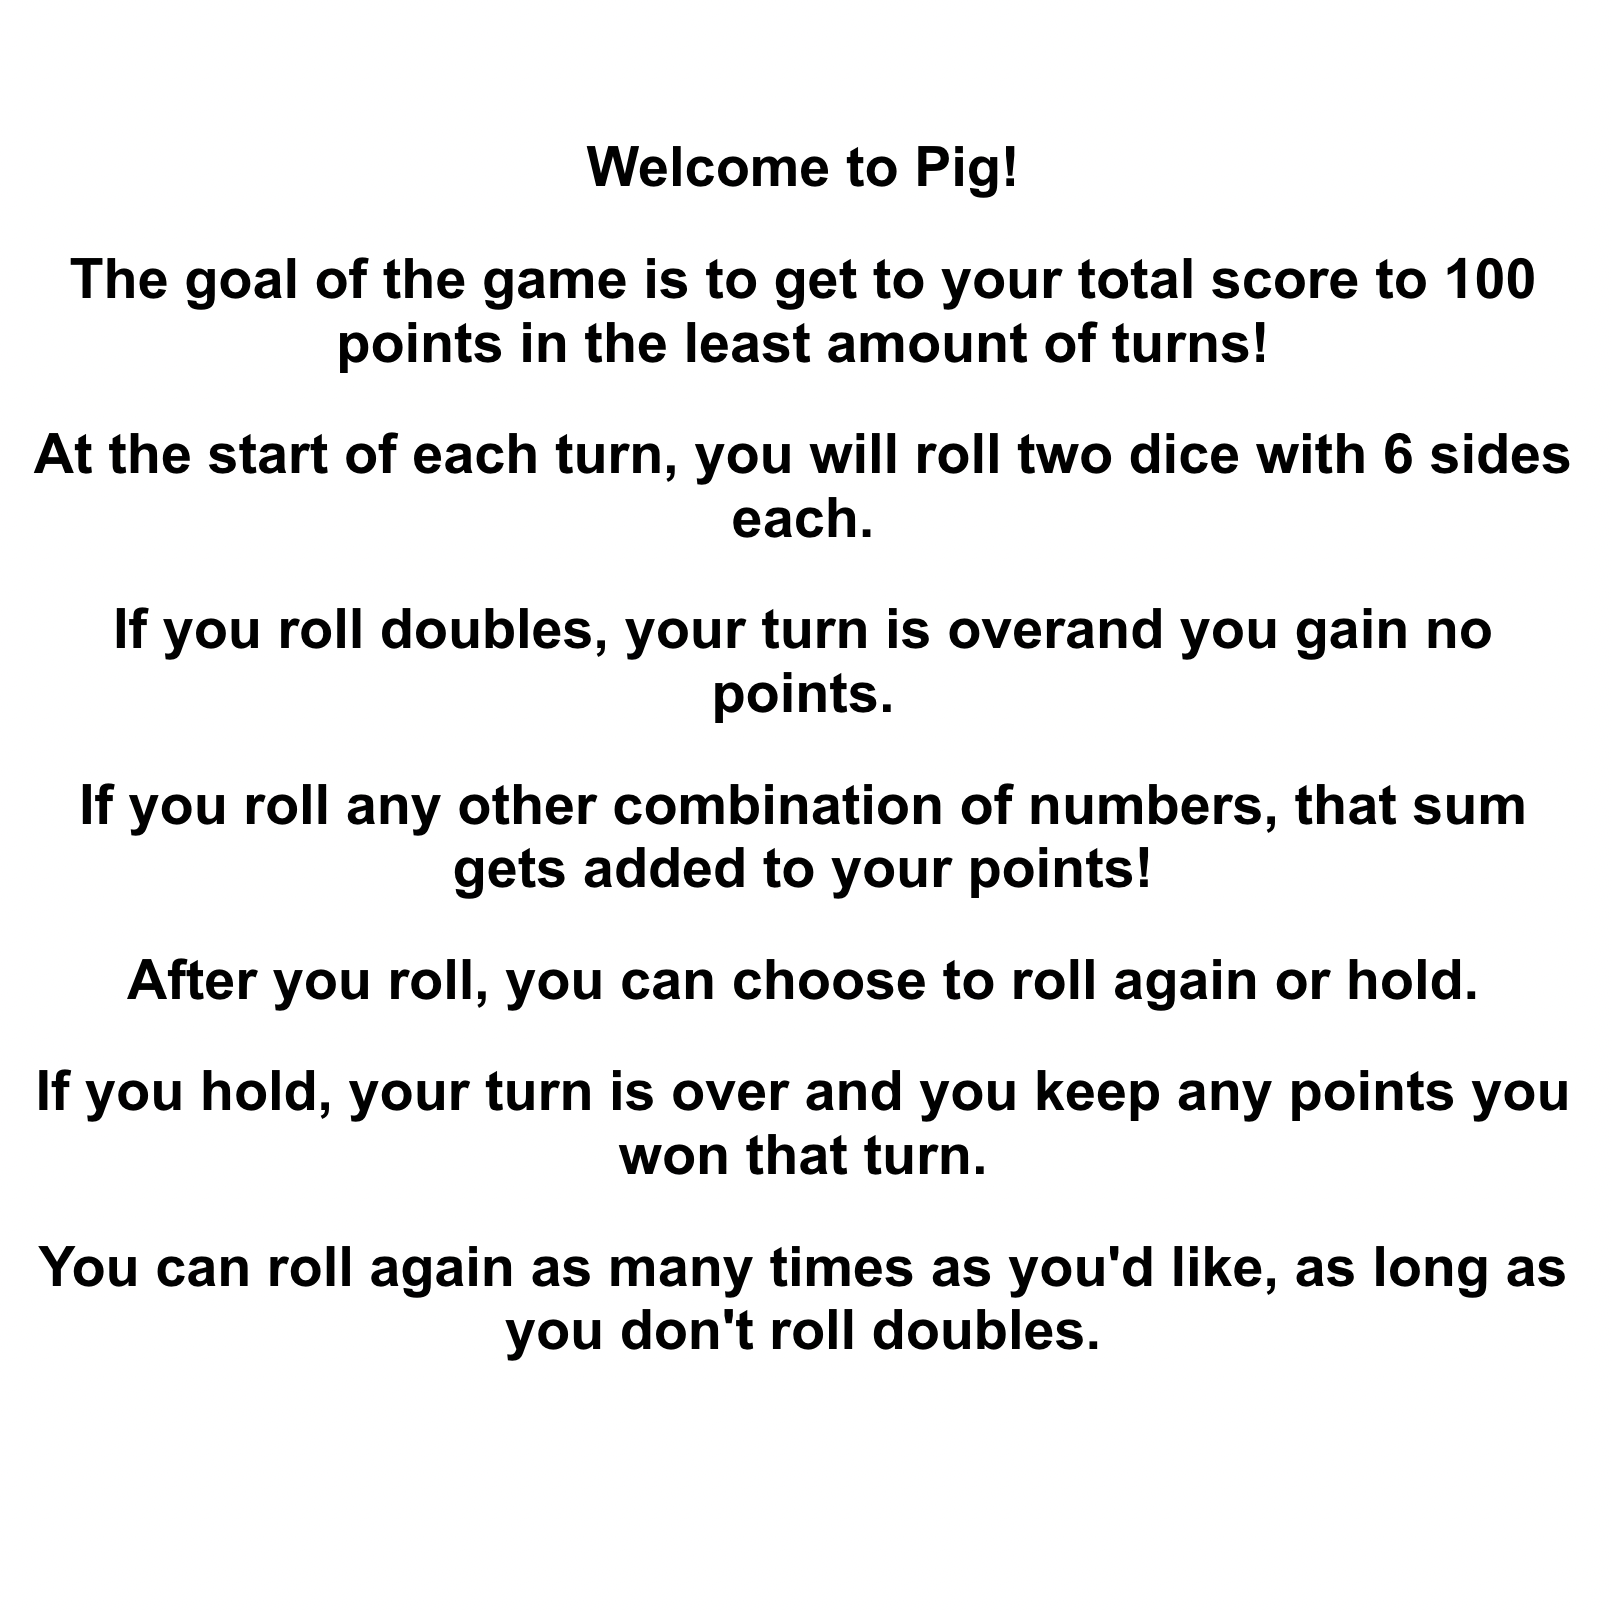 Welcome to Pig!
The goal of the game is to get to your total score to 100
points in the least amount of turns!
At the start of each turn, you will roll two dice with 6 sides
each.
If you roll doubles, your turn is overand you gain no
points.
If you roll any other combination of numbers, that sum
gets added to your points!
After you roll, you can choose to roll again or hold.
If you hold, your turn is over and you keep any points you
won that turn.
You can roll again as many times as you'd like, as long as
you don't roll doubles.